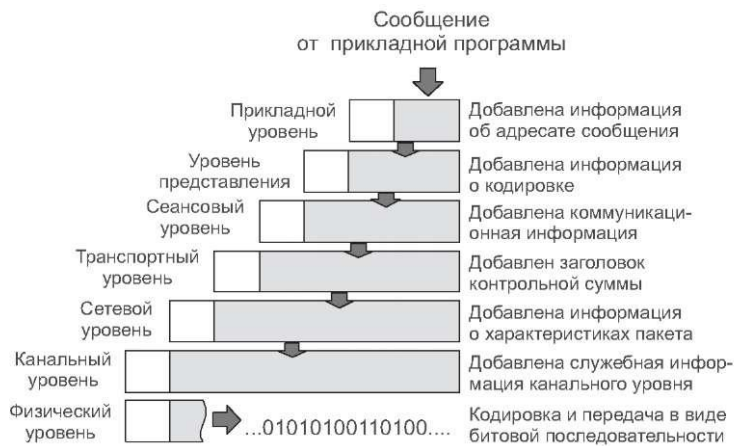 Сообщение
от прикладной программы
Прикладной
уровень
Добавлена информация
об адресате сообщения
Уровень
представления
Добавлена информация
о кодировке
Сеансовый
уровень
Добавлена коммуникаци-
онная информация
Транспортный
уровень
Добавлен заголовок
контрольной суммы
Сетевой
уровень
Добавлена информация
о характеристиках пакета
Канальный
уровень
Добавлена служебная инфор-
мация канального уровня
Физический
уровень
...01010100110100....
Кодировка и передача в виде
битовой последовательности